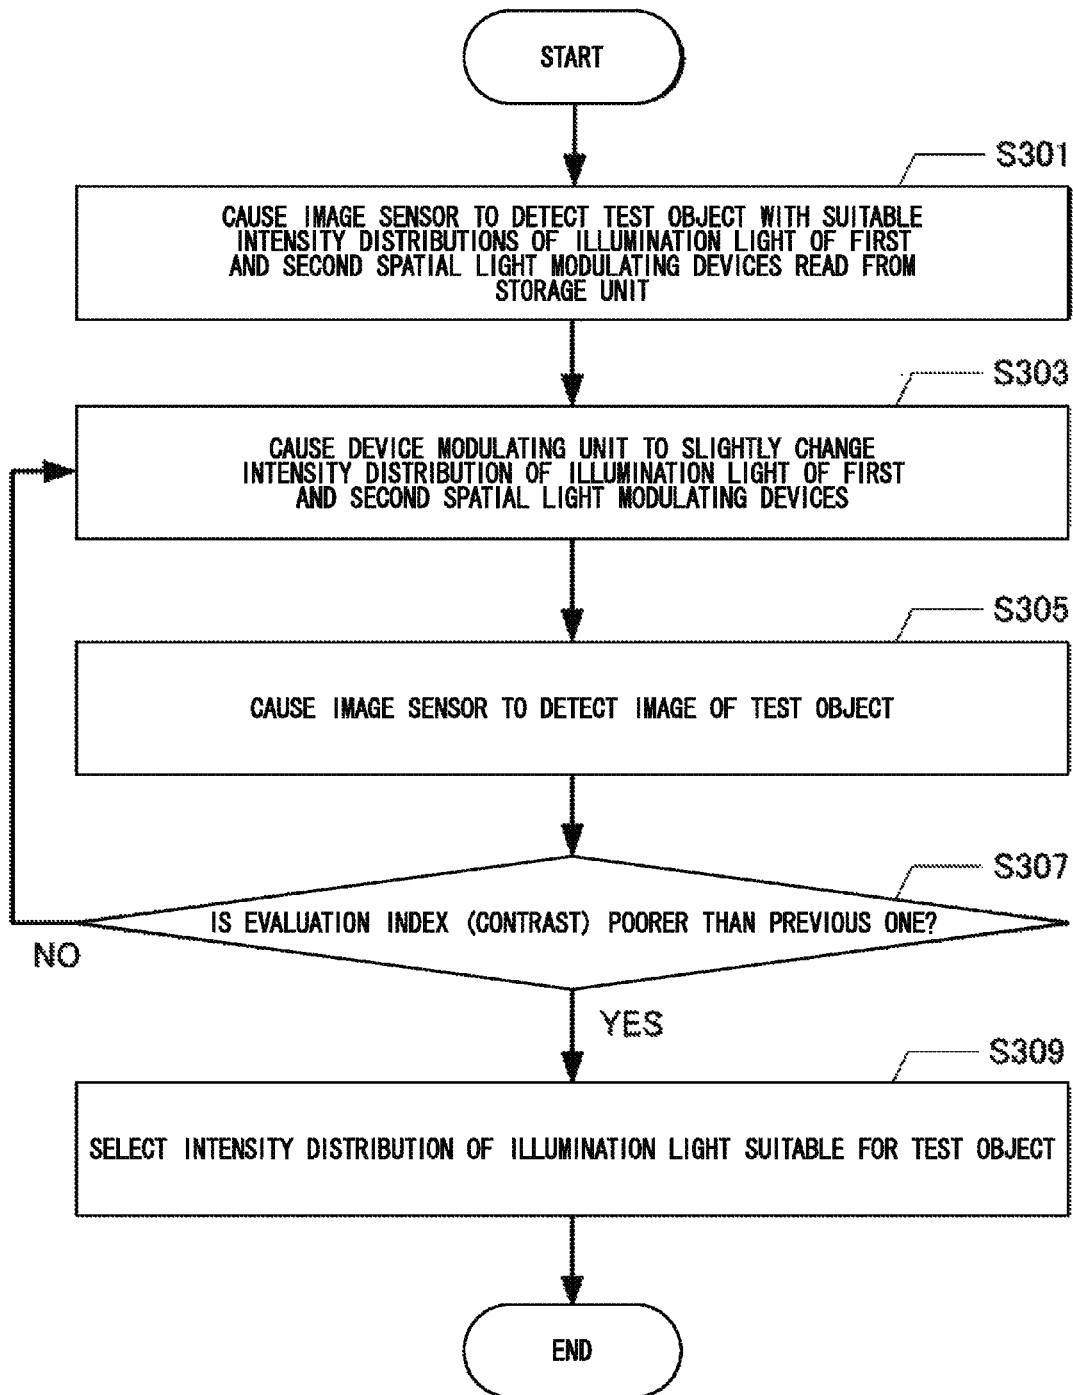 START
S301
CAUSE IMAGE SENSOR TO DETECT TEST OBJECT WITH SUITABLE
INTENSITY DISTRIBUTIONS OF ILLUMINATION LIGHT OF FIRST
AND SECOND SPATIAL LIGHT MODULATING DEVICES READ FROM
STORAGE UNIT
S303
CAUSE DEVICE MODULATING UNIT TO SLIGHTLY CHANGE
INTENSITY DISTRIBUTION OF ILLUMINATION LIGHT OF FIRST
AND SECOND SPATIAL LIGHT MODULATING DEVICES
S305
CAUSE IMAGE SENSOR TO DETECT IMAGE OF TEST OBJECT
S307
IS EVALUATION INDEX (CONTRAST) POORER THAN PREVIOUS ONE?
NO
YES
S309
SELECT INTENSITY DISTRIBUTION OF ILLUMINATION LIGHT SUITABLE FOR TEST OBJECT
END